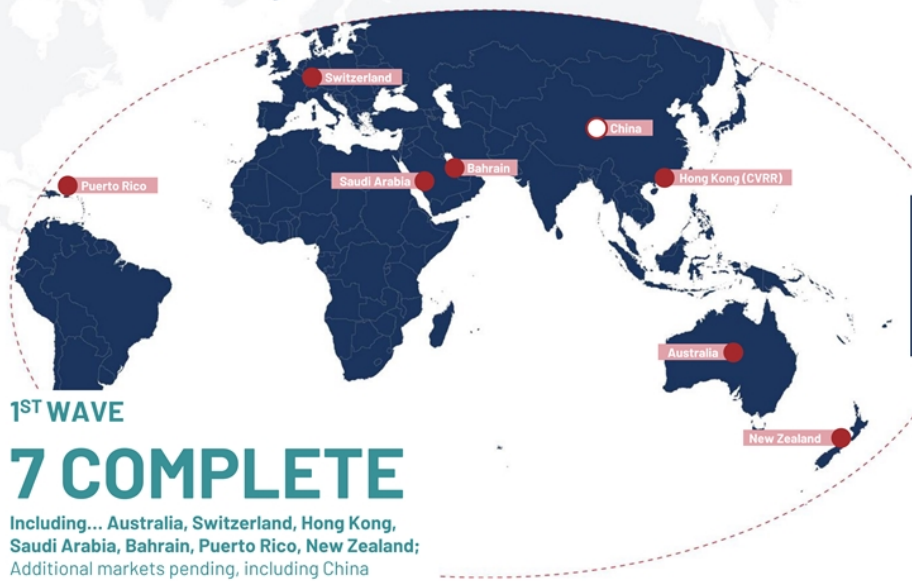 Switzerland
China
Bahrain
Saudi Arabia
Hong Kong (CVRR)
Puerto Rico
Australia
New Zealand
1ST WAVE
7 COMPLETE
Including... Australia, Switzerland, Hong Kong,
Saudi Arabia, Bahrain, Puerto Rico, New Zealand;
Additional markets pending, including China